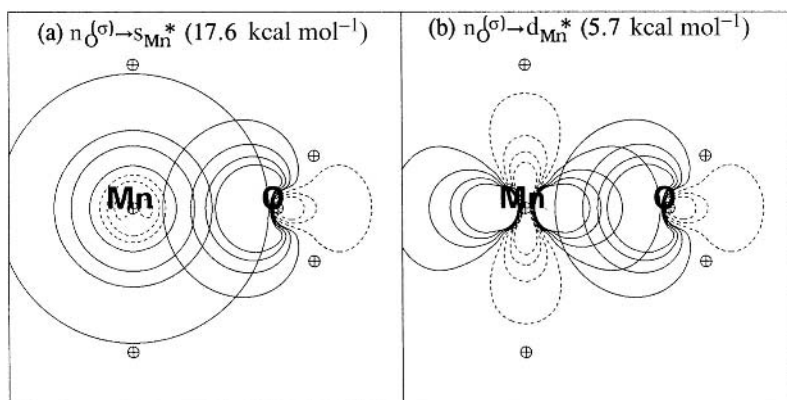 (a) n_O^(σ)→s_Mn* (17.6 kcal mol⁻¹)
(b) n_O^(σ)→d_Mn* (5.7 kcal mol⁻¹)
Mn O
Mn O